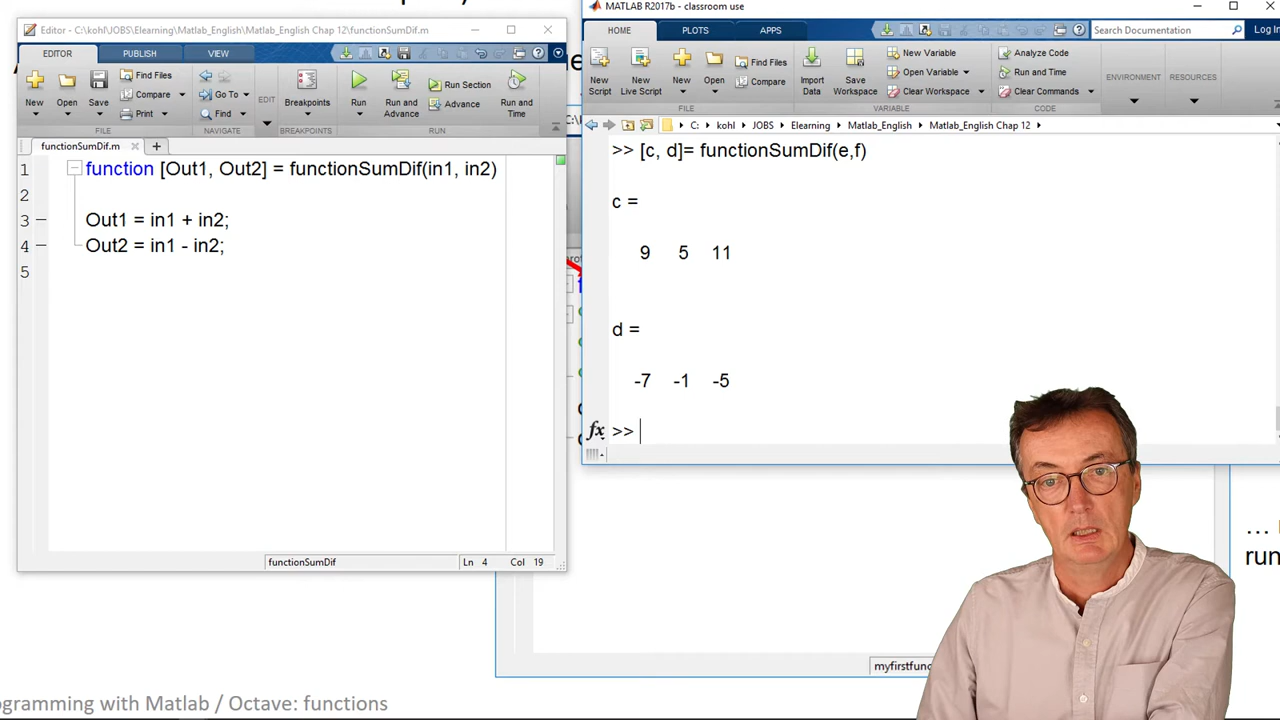 Editor - C:\kohl\JOBS\Elearning\Matlab_English\Matlab_English Chap 12\functionSumDif.m
EDITOR PUBLISH VIEW
New Open Save
Find Files
Compare
Print
FILE
Go To
Find
NAVIGATE
EDIT
Breakpoints
BREAKPOINTS
Run
Run and Advance
Run Section
Advance
Run and Time
RUN
functionSumDif.m
1 function [Out1, Out2] = functionSumDif(in1, in2)
2
3 Out1 = in1 + in2;
4 Out2 = in1 - in2;
5
functionSumDif Ln 4 Col 19
MATLAB R2017b - classroom use
HOME PLOTS APPS
Search Documentation
Log In
New Script
New Live Script
New
Open
Find Files
Compare
FILE
Import Data
Save Workspace
New Variable
Open Variable
Clear Workspace
VARIABLE
Analyze Code
Run and Time
Clear Commands
CODE
ENVIRONMENT
RESOURCES
C: kohl JOBS Elearning Matlab_English Matlab_English Chap 12
>> [c, d]= functionSumDif(e,f)
c =
9 5 11
d =
-7 -1 -5
fx >>
… 
run
myfirstfunc
ogramming with Matlab / Octave: functions